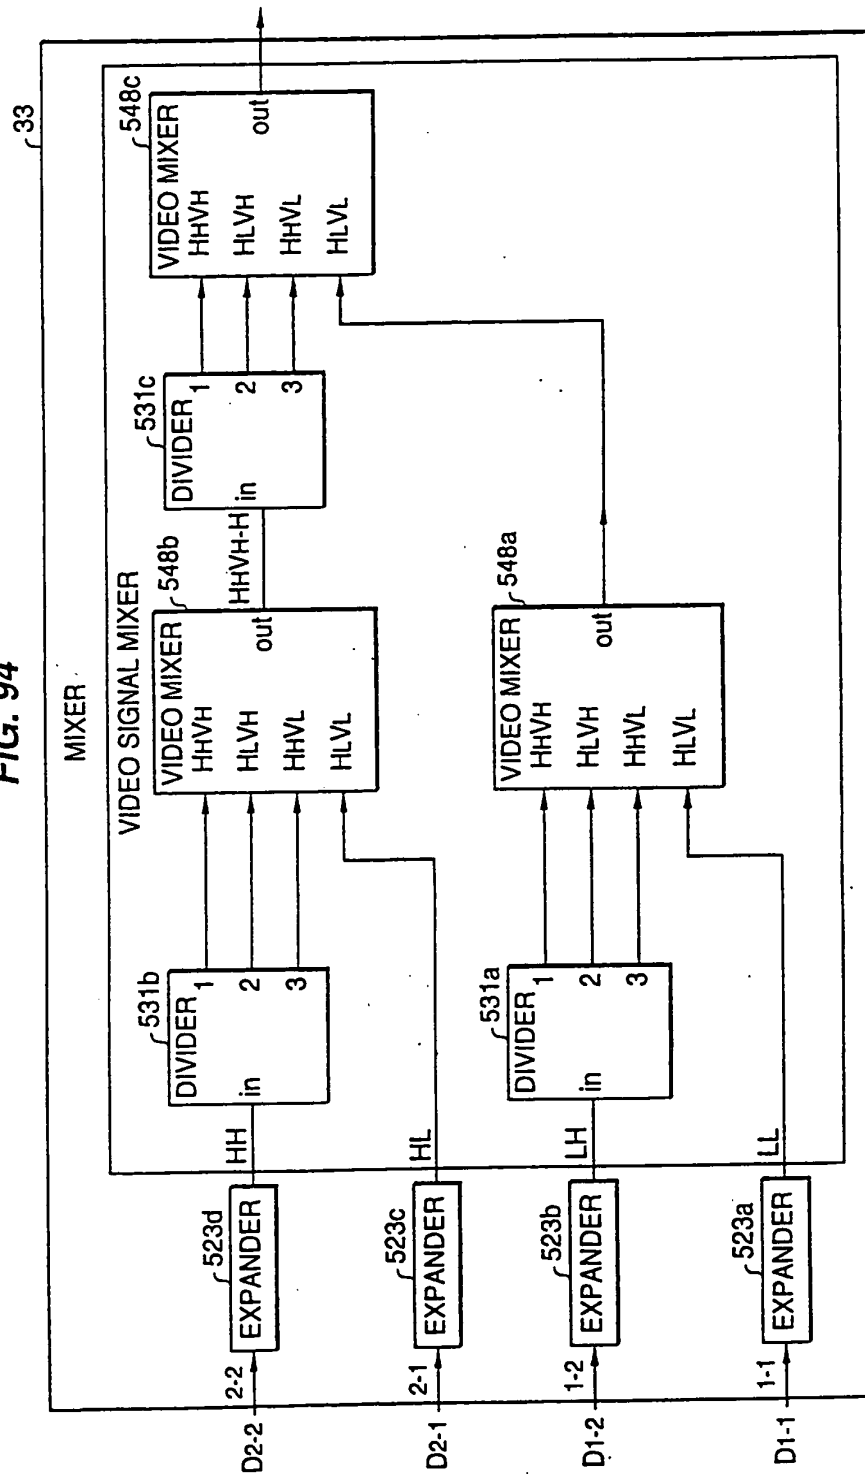 FIG. 94
33
MIXER
VIDEO SIGNAL MIXER
D2-2
2-2
EXPANDER
523d
HH
DIVIDER
531b
in
1
2
3
VIDEO MIXER
548b
HHVH
HLVH
HHVL
HLVL
out
HHVH-H
DIVIDER
531c
in
1
2
3
VIDEO MIXER
548c
HHVH
HLVH
HHVL
HLVL
out
D2-1
2-1
EXPANDER
523c
HL
D1-2
1-2
EXPANDER
523b
LH
DIVIDER
531a
in
1
2
3
VIDEO MIXER
548a
HHVH
HLVH
HHVL
HLVL
out
D1-1
1-1
EXPANDER
523a
LL